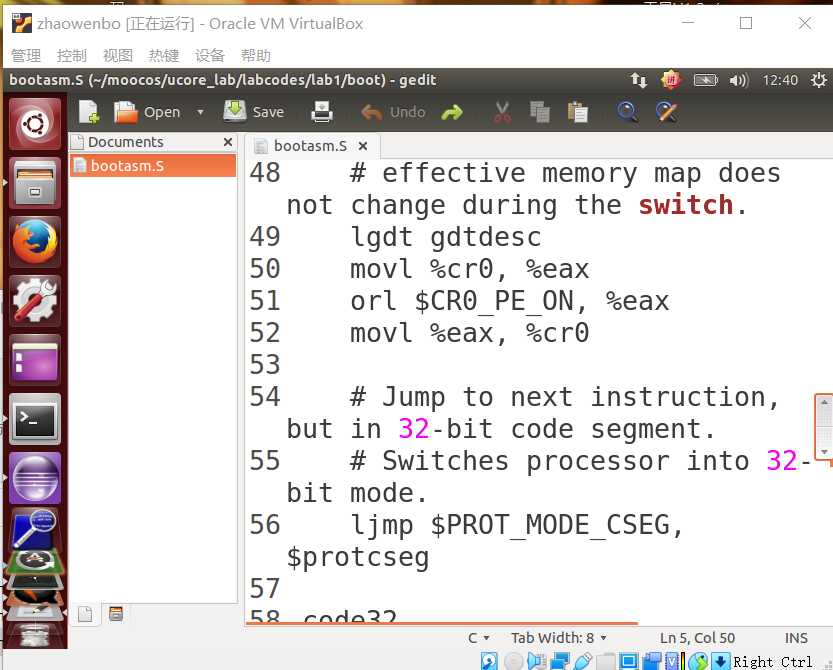 zhaowenbo [正在运行] - Oracle VM VirtualBox
管理 控制 视图 热键 设备 帮助
bootasm.S (~/moocos/ucore_lab/labcodes/lab1/boot) - gedit 拼 12:40
Open Save Undo
Documents
bootasm.S
bootasm.S
48 # effective memory map does
not change during the switch.
49 lgdt gdtdesc
50 movl %cr0, %eax
51 orl $CR0_PE_ON, %eax
52 movl %eax, %cr0
53
54 # Jump to next instruction,
but in 32-bit code segment.
55 # Switches processor into 32-
bit mode.
56 ljmp $PROT_MODE_CSEG,
$protcseg
57
58 .code32
C Tab Width: 8 Ln 5, Col 50 INS
Right Ctrl